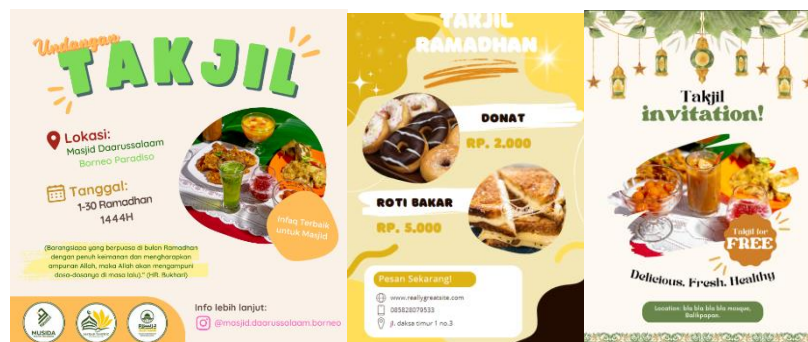 Undangan
TAKJIL
Lokasi:
Masjid Daarussalaam
Borneo Paradiso
Tanggal:
1-30 Ramadhan
1444H
Infaq Terbaik
untuk Masjid
(Barangsiapa yang berpuasa di bulan Ramadhan
dengan penuh keimanan dan mengharapkan
ampunan Allah, maka Allah akan mengampuni
dosa-dosanya di masa lalu)." (HR. Bukhari)
MUSIDA
Info lebih lanjut:
@masjid.daarussalaam.borneo
TAKJIL
RAMADHAN
DONAT
RP. 2.000
ROTI BAKAR
RP. 5.000
Pesan Sekarang!
www.reallygreatsite.com
085828079533
jl. daksa timur 1 no.3
Takjil
invitation!
Takjil for
FREE
Delicious, Fresh, Healthy
Location: bla bla bla bla mosque,
Balikpapan.